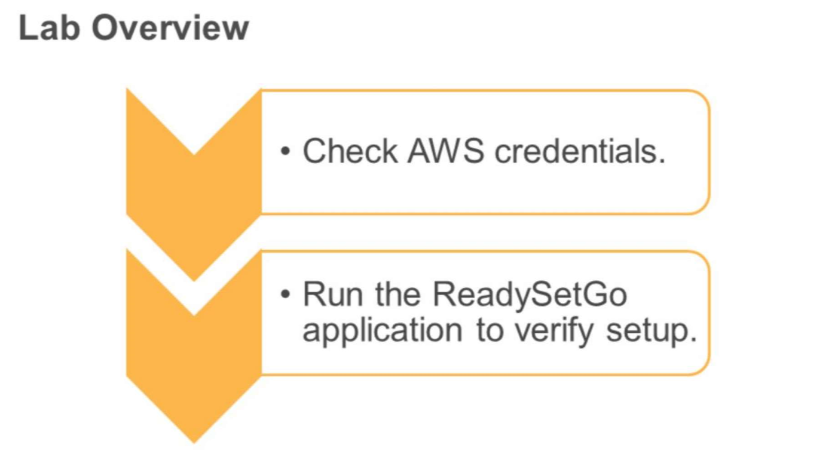 Lab Overview
• Check AWS credentials.
• Run the ReadySetGo
application to verify setup.